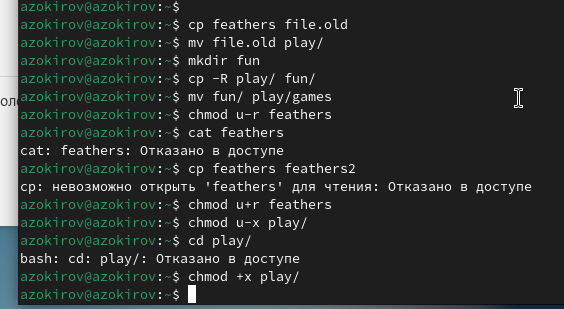 azokirov@azokirov:~$
azokirov@azokirov:~$ cp feathers file.old
azokirov@azokirov:~$ mv file.old play/
azokirov@azokirov:~$ mkdir fun
azokirov@azokirov:~$ cp -R play/ fun/
azokirov@azokirov:~$ mv fun/ play/games
azokirov@azokirov:~$ chmod u-r feathers
azokirov@azokirov:~$ cat feathers
cat: feathers: Отказано в доступе
azokirov@azokirov:~$ cp feathers feathers2
cp: невозможно открыть 'feathers' для чтения: Отказано в доступе
azokirov@azokirov:~$ chmod u+r feathers
azokirov@azokirov:~$ chmod u-x play/
azokirov@azokirov:~$ cd play/
bash: cd: play/: Отказано в доступе
azokirov@azokirov:~$ chmod +x play/
azokirov@azokirov:~$